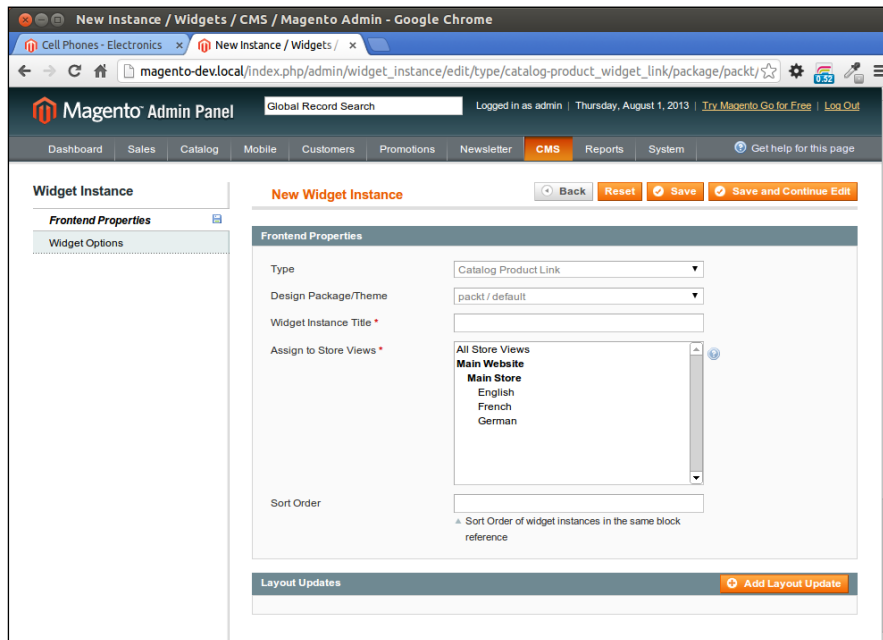 New Instance / Widgets / CMS / Magento Admin - Google Chrome
Cell Phones - Electronics × New Instance / Widgets / ×
magento-dev.local/index.php/admin/widget_instance/edit/type/catalog-product_widget_link/package/packt/
0.52
Magento Admin Panel Global Record Search Logged in as admin | Thursday, August 1, 2013 | Try Magento Go for Free | Log Out
Dashboard Sales Catalog Mobile Customers Promotions Newsletter CMS Reports System Get help for this page
Widget Instance
Frontend Properties
Widget Options
New Widget Instance Back Reset Save Save and Continue Edit
Frontend Properties
Type Catalog Product Link
Design Package/Theme packt / default
Widget Instance Title *
Assign to Store Views * All Store Views
Main Website
Main Store
English
French
German
Sort Order
Sort Order of widget instances in the same block
reference
Layout Updates Add Layout Update